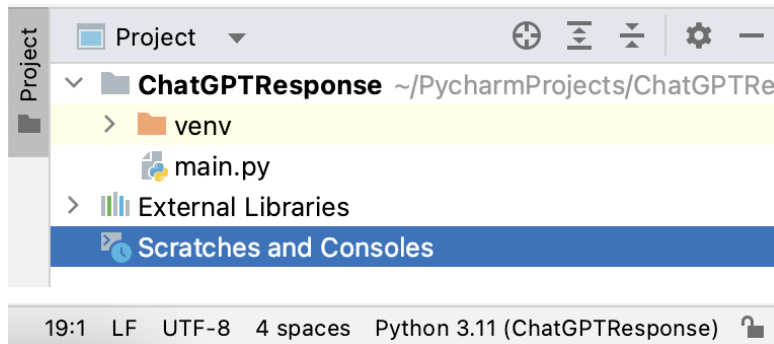 Project
Project
ChatGPTResponse ~/PycharmProjects/ChatGPTRe
venv
main.py
External Libraries
Scratches and Consoles
19:1 LF UTF-8 4 spaces Python 3.11 (ChatGPTResponse)